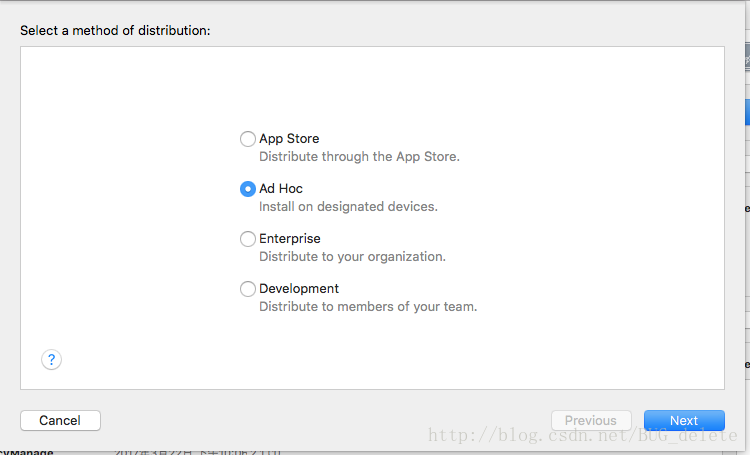 Select a method of distribution:
App Store
Distribute through the App Store.
Ad Hoc
Install on designated devices.
Enterprise
Distribute to your organization.
Development
Distribute to members of your team.
?
Cancel
Previous
Next
http://blog.csdn.net/BUG_delete